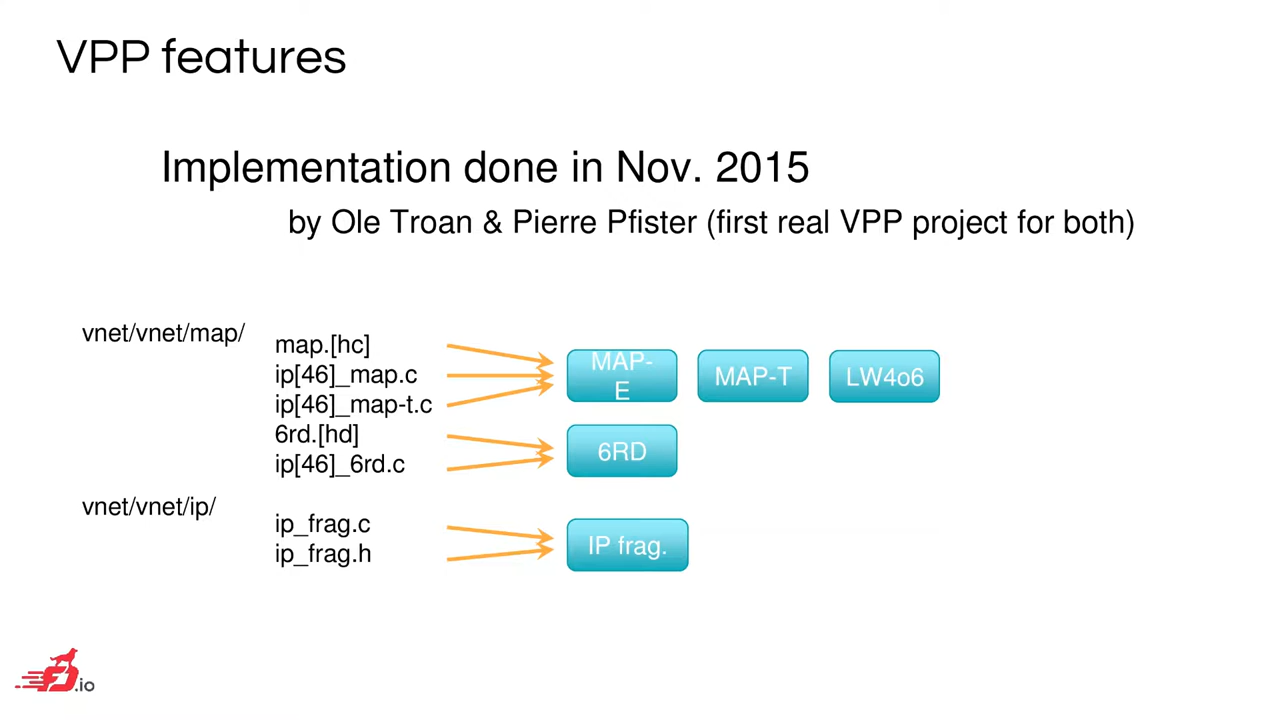 VPP features
Implementation done in Nov. 2015
by Ole Troan & Pierre Pfister (first real VPP project for both)
vnet/vnet/map/
map.[hc]
ip[46]_map.c
ip[46]_map-t.c
6rd.[hd]
ip[46]_6rd.c
MAP-
E
MAP-T
LW4o6
6RD
vnet/vnet/ip/
ip_frag.c
ip_frag.h
IP frag.
.io